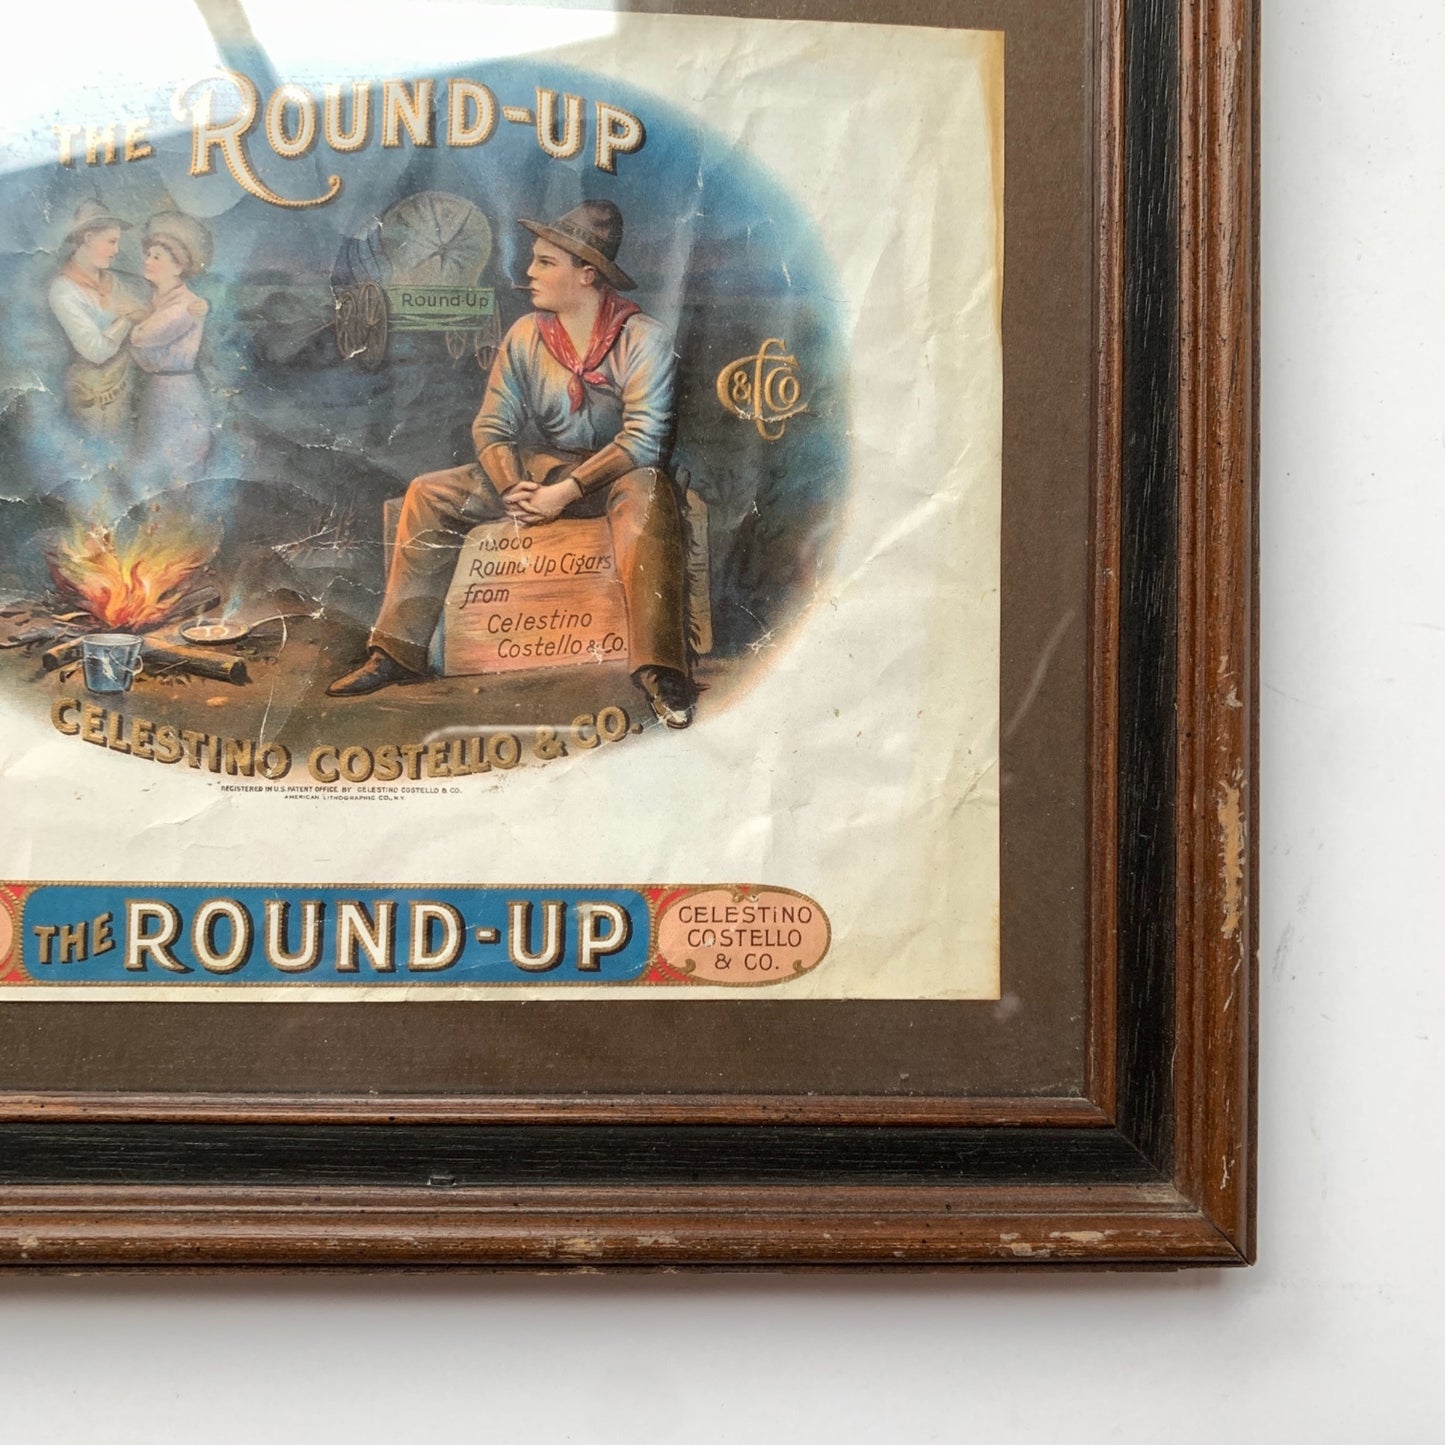 THE ROUND-UP
Round-Up
C & Co
10,000
Round-Up Cigars
from
Celestino
Costello & Co.
CELESTINO COSTELLO & CO.
REGISTERED IN U.S. PATENT OFFICE BY CELESTINO COSTELLO & CO.
AMERICAN LITHOGRAPHIC CO., N.Y.
THE ROUND-UP
CELESTINO
COSTELLO
& CO.